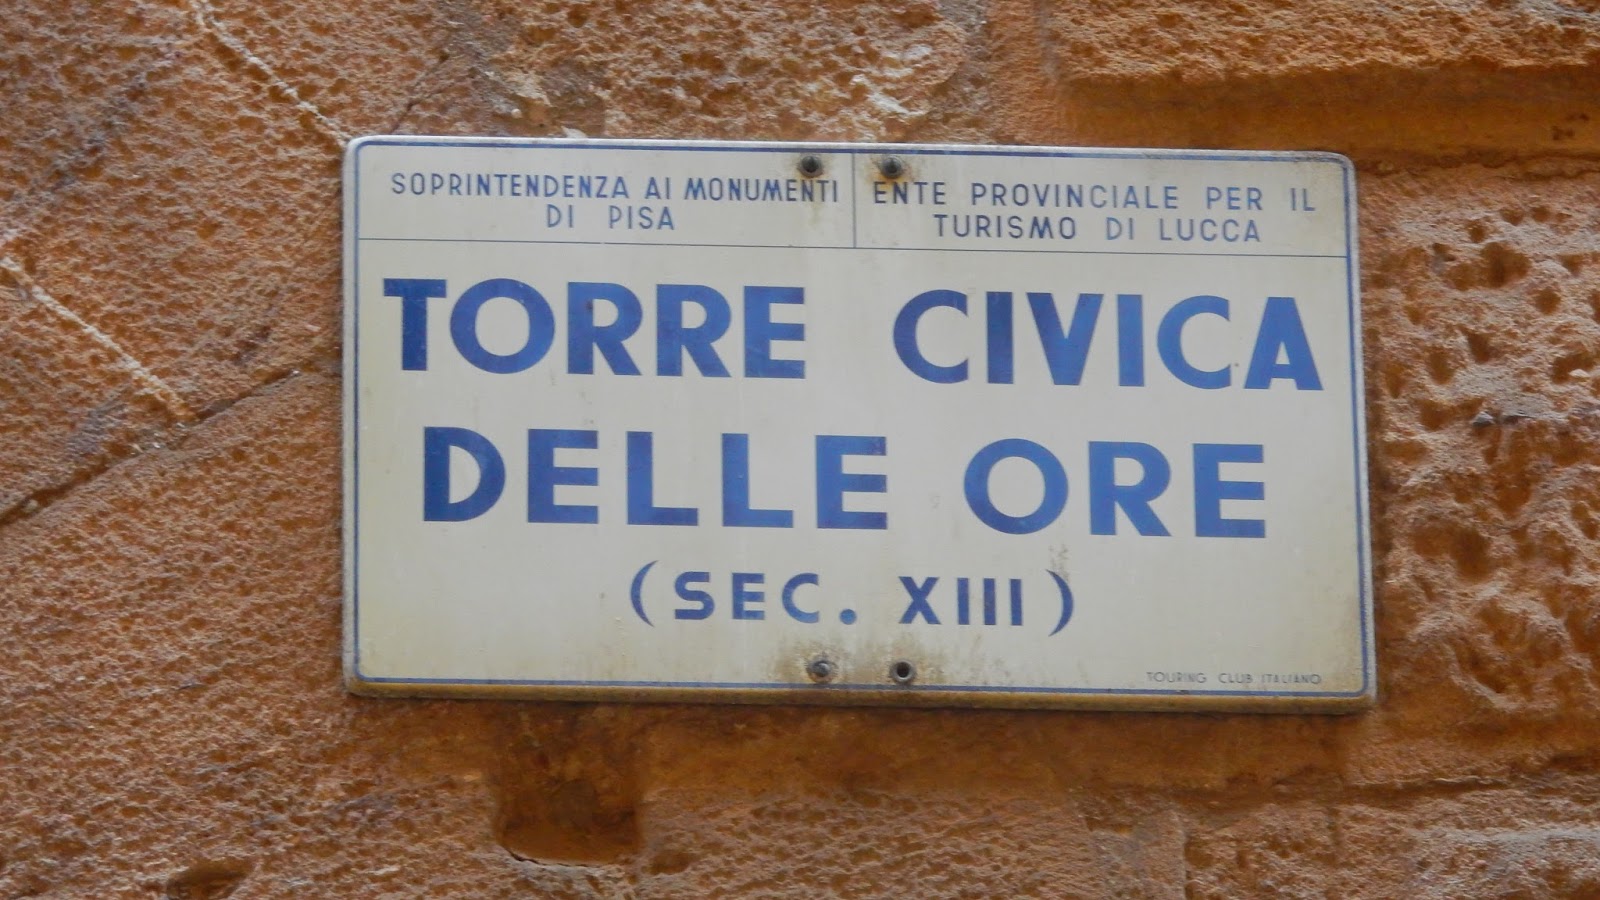 SOPRINTENDENZA AI MONUMENTI
DI PISA
ENTE PROVINCIALE PER IL
TURISMO DI LUCCA
TORRE CIVICA
DELLE ORE
(SEC. XIII)
TOURING CLUB ITALIANO